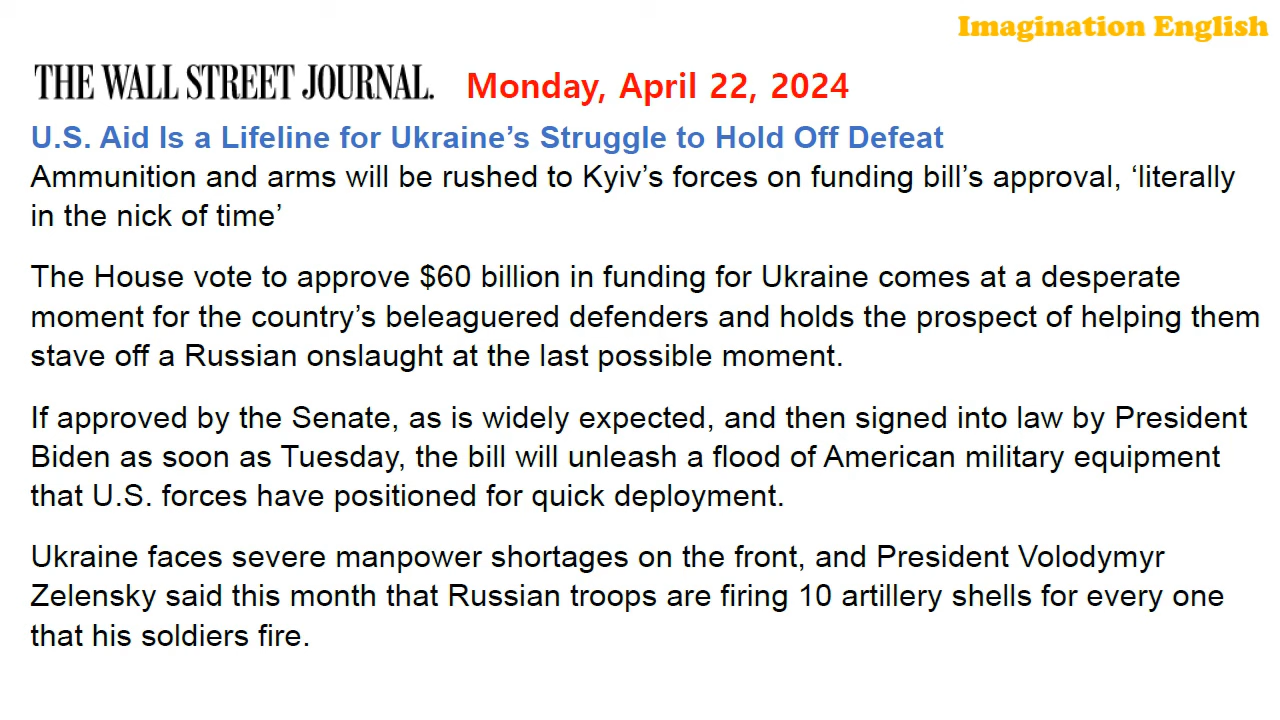 Imagination English
THE WALL STREET JOURNAL. Monday, April 22, 2024
U.S. Aid Is a Lifeline for Ukraine’s Struggle to Hold Off Defeat
Ammunition and arms will be rushed to Kyiv’s forces on funding bill’s approval, ‘literally
in the nick of time’
The House vote to approve $60 billion in funding for Ukraine comes at a desperate
moment for the country’s beleaguered defenders and holds the prospect of helping them
stave off a Russian onslaught at the last possible moment.
If approved by the Senate, as is widely expected, and then signed into law by President
Biden as soon as Tuesday, the bill will unleash a flood of American military equipment
that U.S. forces have positioned for quick deployment.
Ukraine faces severe manpower shortages on the front, and President Volodymyr
Zelensky said this month that Russian troops are firing 10 artillery shells for every one
that his soldiers fire.